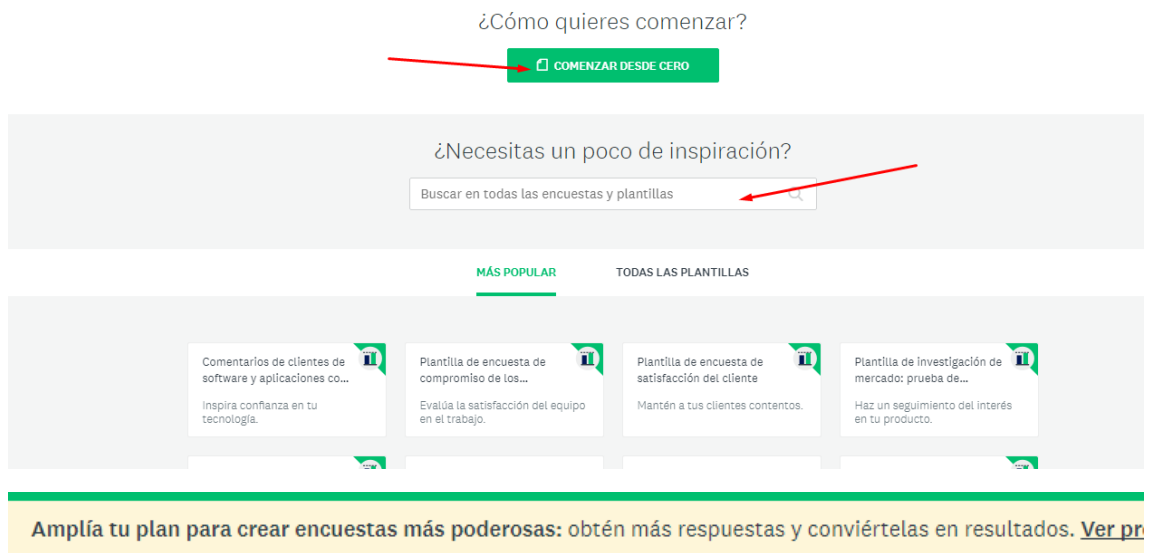 ¿Cómo quieres comenzar?
COMENZAR DESDE CERO
¿Necesitas un poco de inspiración?
Buscar en todas las encuestas y plantillas
MÁS POPULAR
TODAS LAS PLANTILLAS
Comentarios de clientes de
software y aplicaciones co...
Inspira confianza en tu
tecnología.
Plantilla de encuesta de
compromiso de los...
Evalúa la satisfacción del equipo
en el trabajo.
Plantilla de encuesta de
satisfacción del cliente
Mantén a tus clientes contentos.
Plantilla de investigación de
mercado: prueba de...
Haz un seguimiento del interés
en tu producto.
Amplía tu plan para crear encuestas más poderosas: obtén más respuestas y conviértelas en resultados. Ver